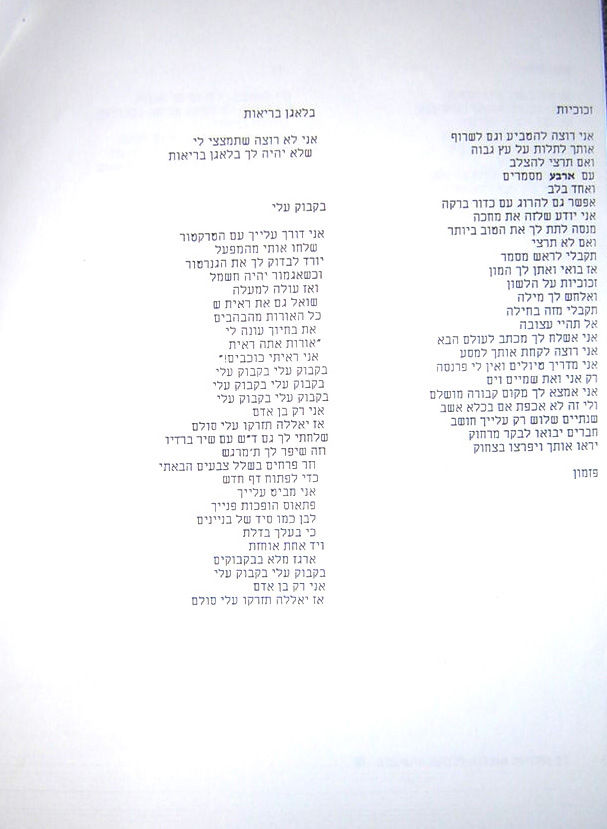 זכוכיות
אני רוצה להטביע וגם לשרוף
אותך לתלות על עץ גבוה
ואם תרצי להצלב
עם ארבע מסמרים
ואחד בלב
אפשר גם להרוג עם כדור ברקה
אני יודע שלזה את מחכה
מנסה לתת לך את הטוב ביותר
ואם לא תרצי
תקבלי לראש מסמר
אז בואי ואתן לך המון
זכוכיות על הלשון
ואלחש לך מילה
תקבלי מזה בחילה
אל תהיי עצובה
אני אשלח לך מכתב לעולם הבא
אני רוצה לקחת אותך למסע
אני מדריך טיולים ואין לי פרנסה
רק אני ואת שמיים וים
אני אמצא לך מקום קבורה מושלם
ולי זה לא אכפת אם בכלא אשב
שנתיים שלוש רק עלייך חושב
חברים יבואו לבקר מרחוק
יראו אותך ויפרצו בצחוק
פזמון
בלאגן בריאות
אני לא רוצה שתמצצי לי
שלא יהיה לך בלאגן בריאות
בקבוק עלי
אני דורך עלייך עם הטרקטור
שלחו אותי מהמפעל
יורד לבדוק לך את הגנרטור
וכשאגמור יהיה חשמל
ואז עולה למעלה
שואל גם את ראית ש
כל האורות מהבהבים
את בחיוך עונה לי
"אורות אתה ראית
אני ראיתי כוכבים!"
בקבוק עלי בקבוק עלי
בקבוק עלי בקבוק עלי
בקבוק עלי בקבוק עלי
אני רק בן אדם
אז יאללה תזרקו עלי סולם
שלחתי לך גם ד"ש עם שיר ברדיו
וזה שיפר לך ת'מרגש
וזר פרחים בשלל צבעים הבאתי
כדי לפתוח דף חדש
אני מביט עלייך
פתאום הופכות פנייך
לבן כמו סיד של בניינים
כי בעלך בדלת
ויד אחת אוחזת
ארגז מלא בבקבוקים
בקבוק עלי בקבוק עלי
אני רק בן אדם
אז יאללה תזרקו עלי סולם